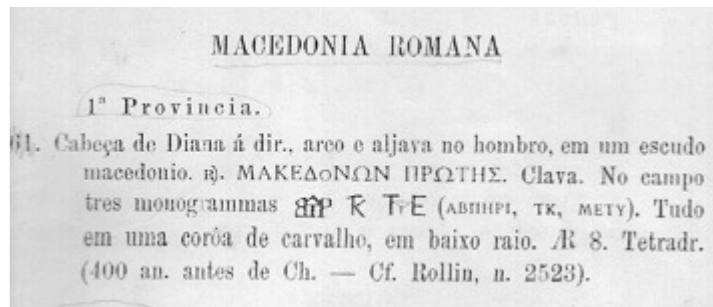 MACEDONIA ROMANA
1ª Provincia.
61. Cabeça de Diana á dir., arco e aljava no hombro, em um escudo
macedonio. ℞. ΜΑΚΕΔοΝΩΝ ΠΡΩΤΗΣ. Clava. No campo
tres monogrammas (ΑΒΠΗΡΙ, ΤΚ, ΜΕΤΥ). Tudo
em uma corôa de carvalho, em baixo raio. Ⱥ 8. Tetradr.
(400 an. antes de Ch. — Cf. Rollin, n. 2523).